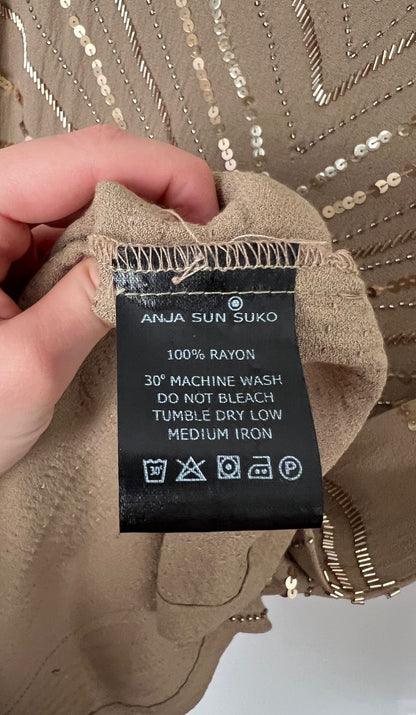 ANJA SUN SUKO
100% RAYON
30° MACHINE WASH
DO NOT BLEACH
TUMBLE DRY LOW
MEDIUM IRON
30° P